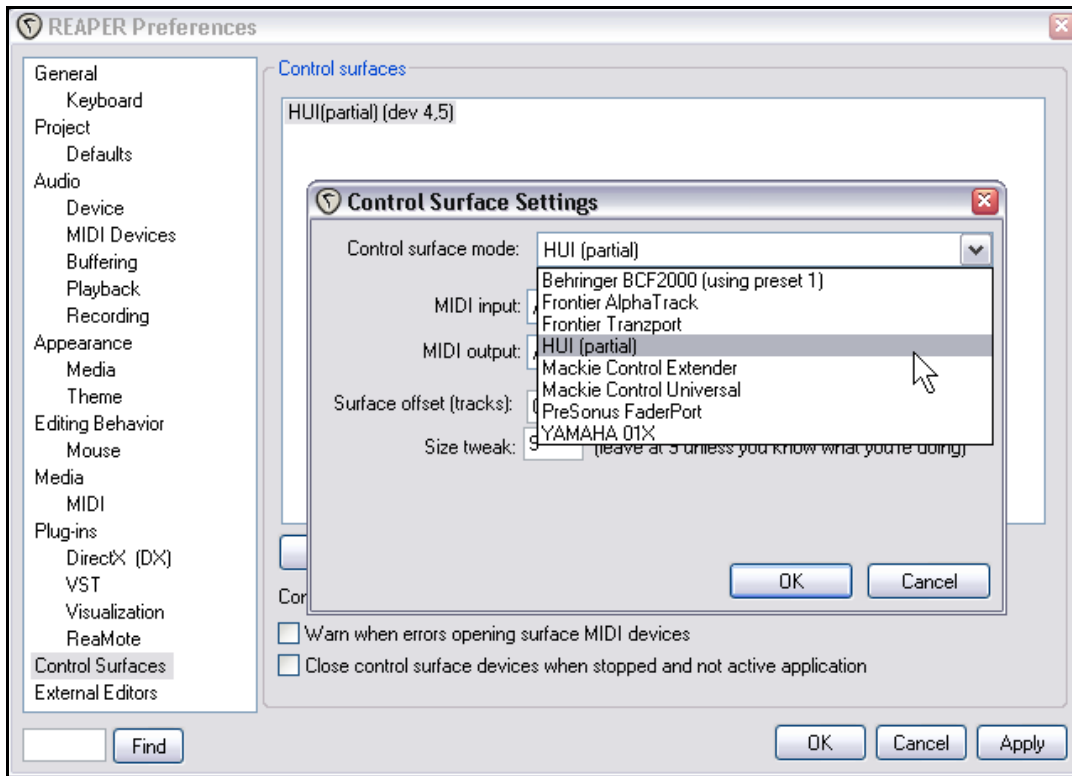 REAPER Preferences
General
Keyboard
Project
Defaults
Audio
Device
MIDI Devices
Buffering
Playback
Recording
Appearance
Media
Theme
Editing Behavior
Mouse
Media
MIDI
Plug-ins
DirectX (DX)
VST
Visualization
ReaMote
Control Surfaces
External Editors
Find
Control surfaces
HUI(partial) (dev 4,5)
Control Surface Settings
Control surface mode: HUI (partial)
Behringer BCF2000 (using preset 1)
Frontier AlphaTrack
Frontier Tranzport
HUI (partial)
Mackie Control Extender
Mackie Control Universal
PreSonus FaderPort
YAMAHA 01X
MIDI input:
MIDI output:
Surface offset (tracks):
Size tweak: 9 (leave at 9 unless you know what you're doing)
OK Cancel
Warn when errors opening surface MIDI devices
Close control surface devices when stopped and not active application
OK Cancel Apply